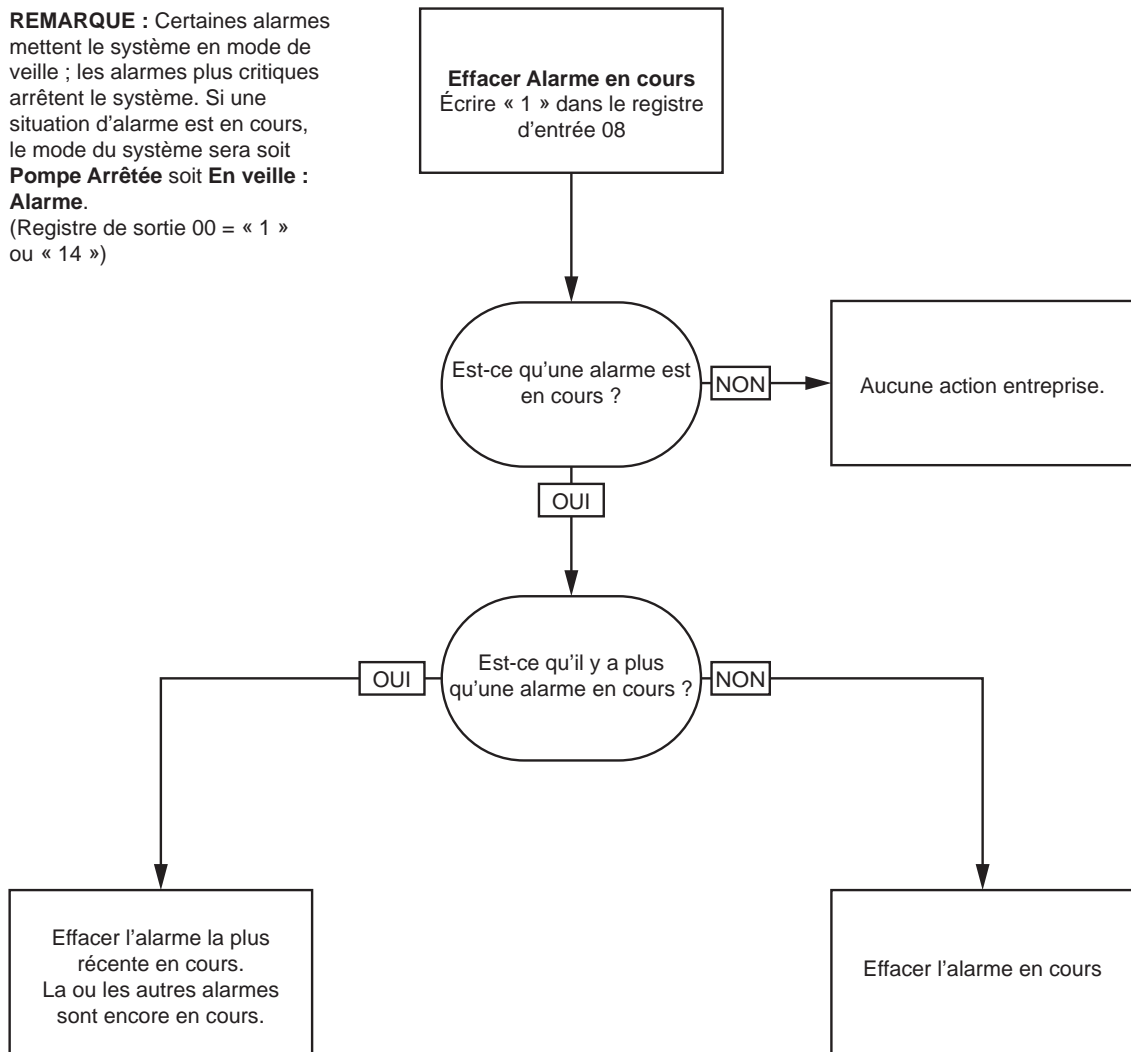 REMARQUE : Certaines alarmes
mettent le système en mode de
veille ; les alarmes plus critiques
arrêtent le système. Si une
situation d’alarme est en cours,
le mode du système sera soit
Pompe Arrêtée soit En veille :
Alarme.
(Registre de sortie 00 = « 1 »
ou « 14 »)
Effacer Alarme en cours
Écrire « 1 » dans le registre
d’entrée 08
Est-ce qu’une alarme est
en cours ?
NON
Aucune action entreprise.
OUI
Est-ce qu’il y a plus
qu’une alarme en cours ?
OUI
NON
Effacer l’alarme la plus
récente en cours.
La ou les autres alarmes
sont encore en cours.
Effacer l’alarme en cours